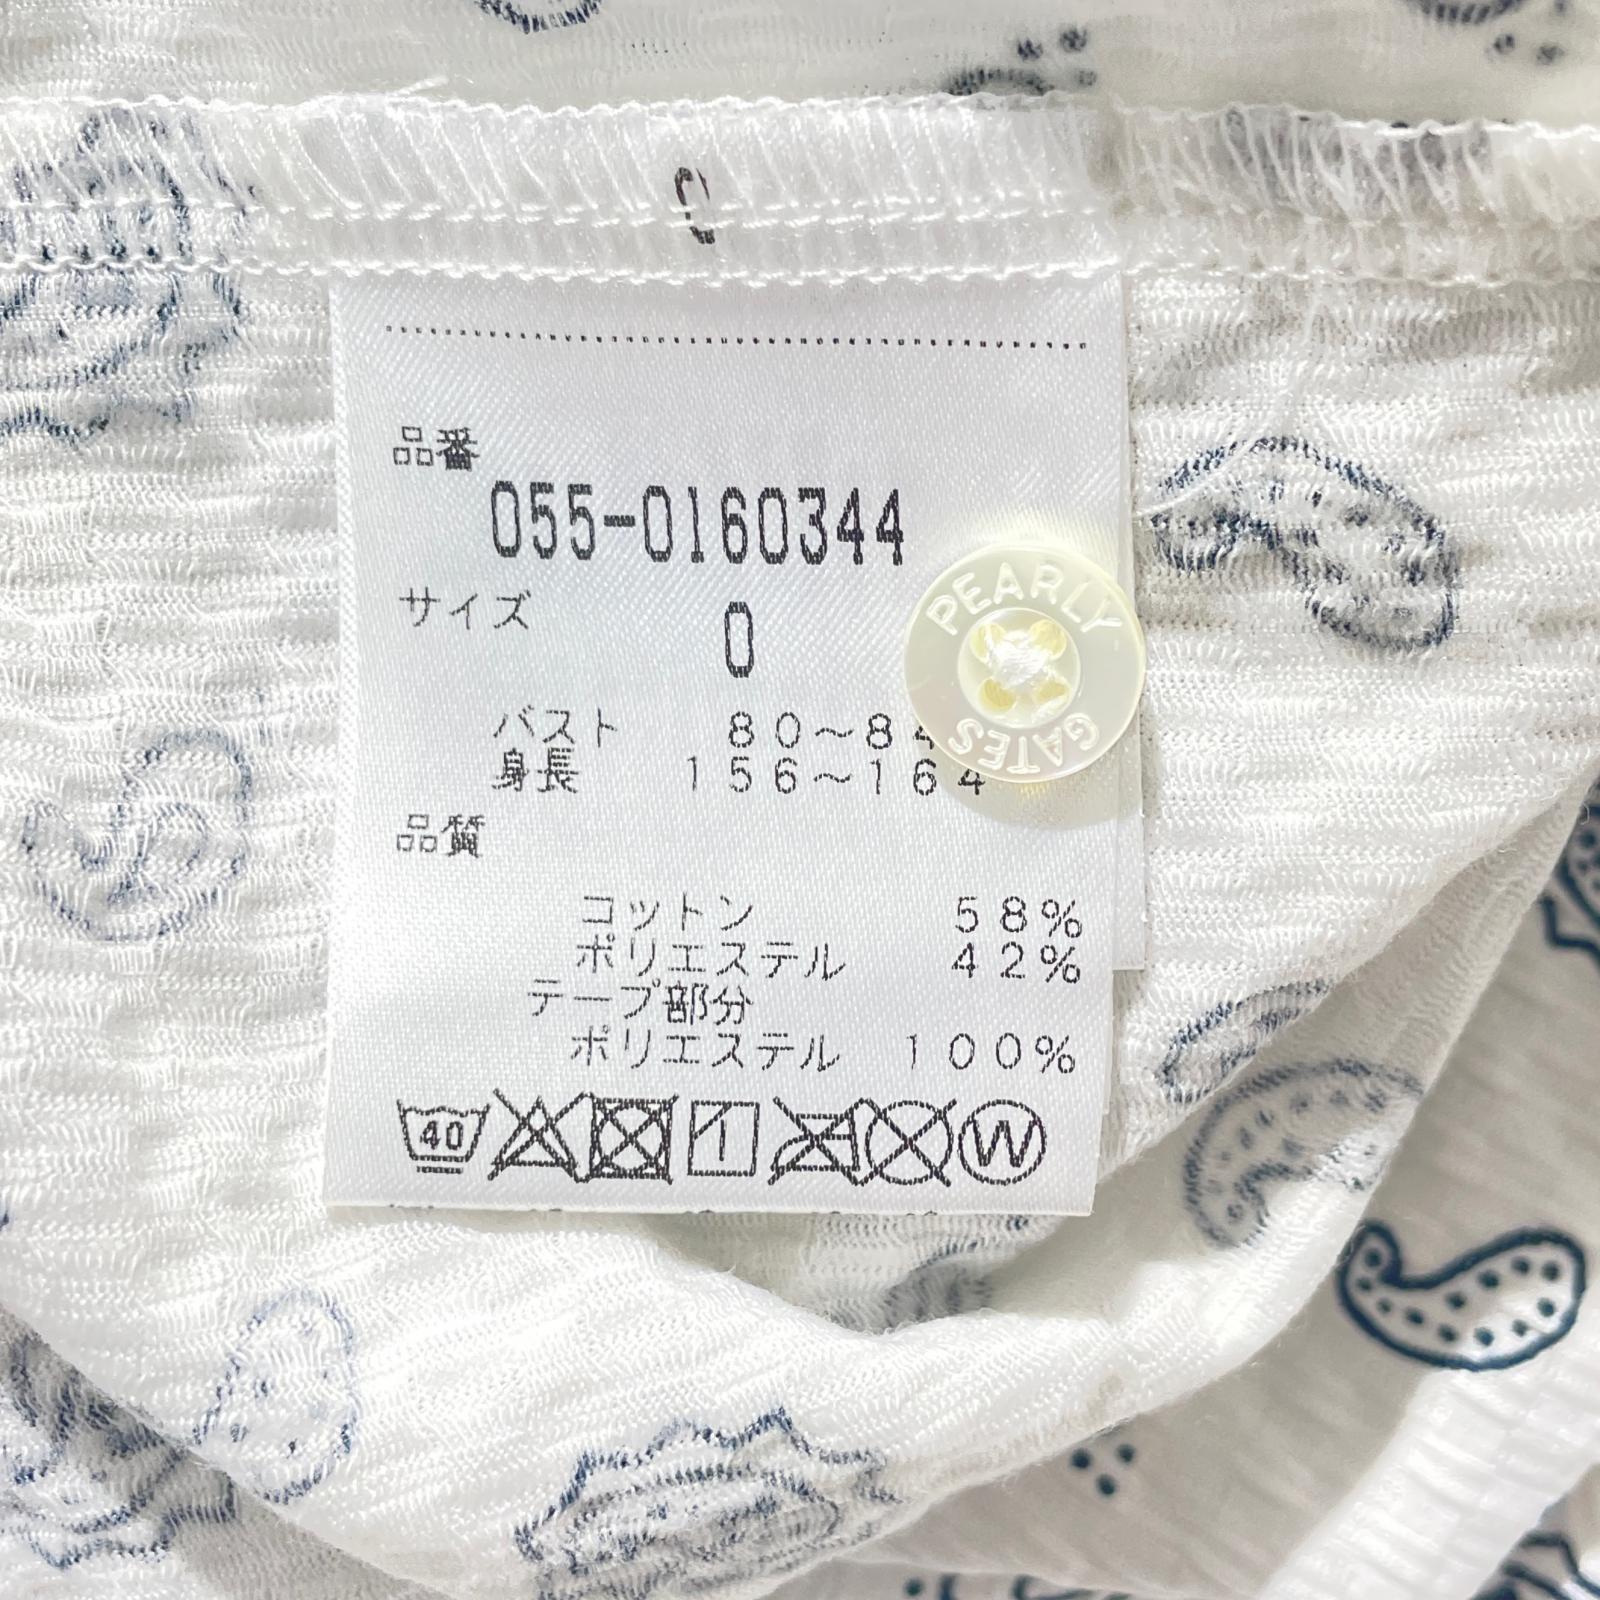 0
品番
055-0160344
サイズ
0
PEARLY
GATES
バスト 80～84
身長 156～164
品質
コットン 58%
ポリエステル 42%
テープ部分
ポリエステル 100%
40
W